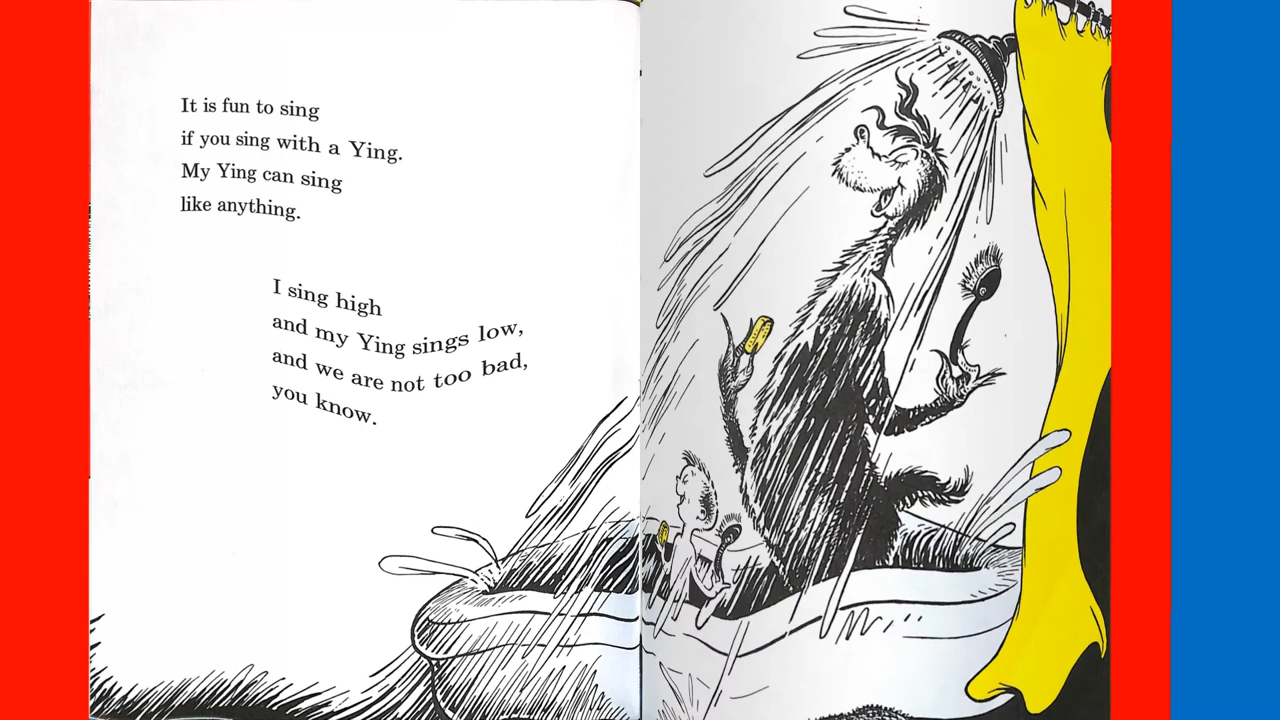 It is fun to sing
if you sing with a Ying.
My Ying can sing
like anything.
I sing high
and my Ying sings low,
and we are not too bad,
you know.